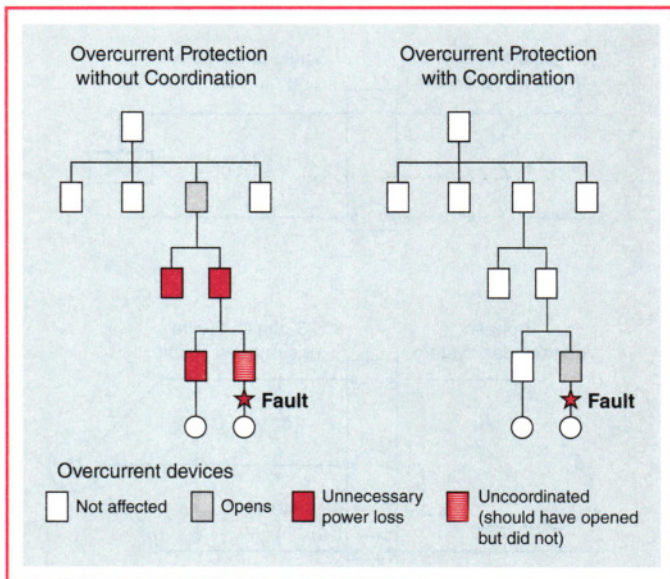 Overcurrent Protection
without Coordination
Overcurrent Protection
with Coordination
Fault
Fault
Overcurrent devices
Not affected
Opens
Unnecessary
power loss
Uncoordinated
(should have opened
but did not)